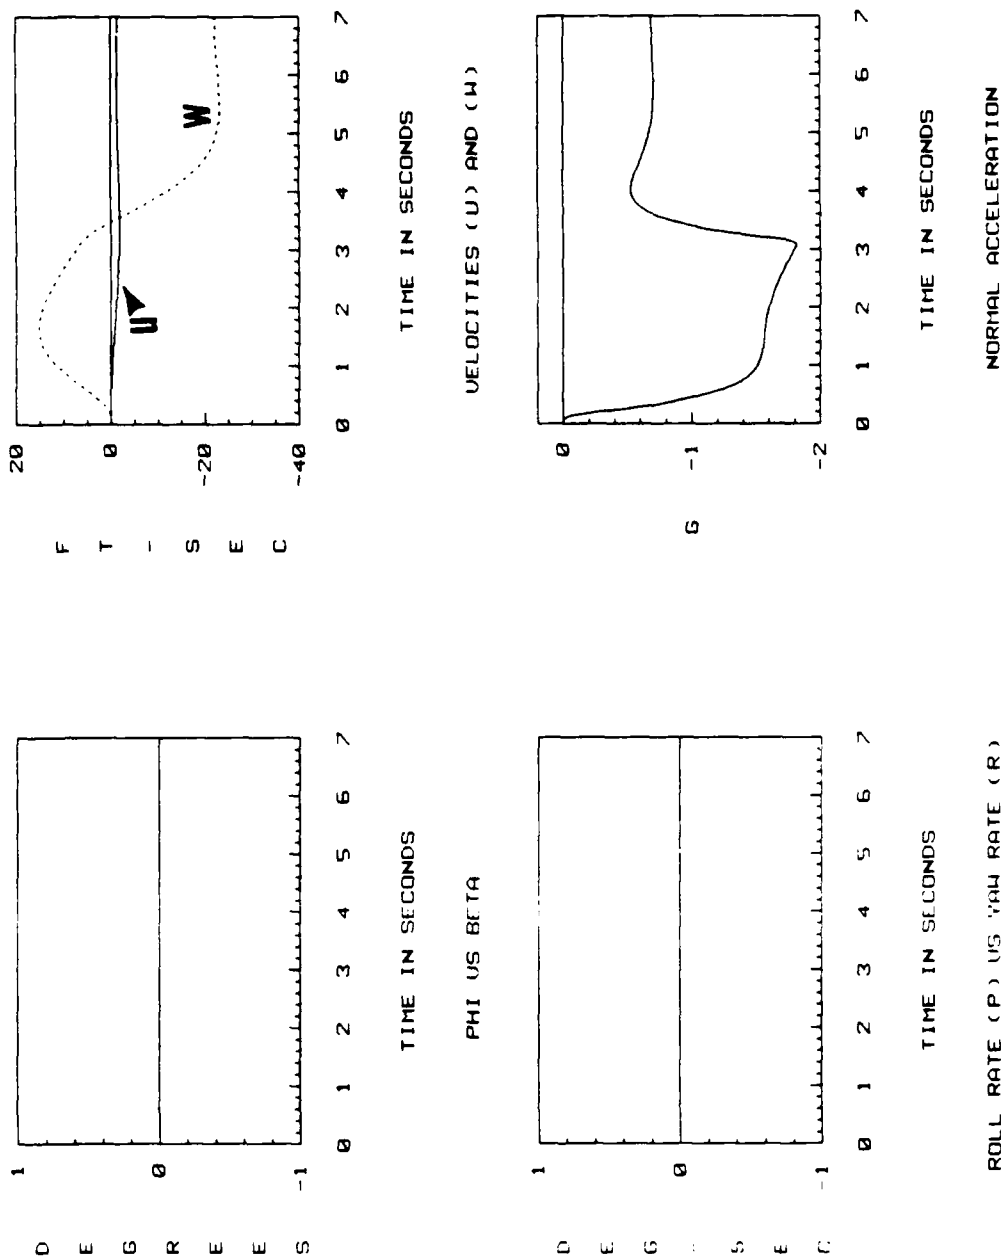 20
0
-20
-40
F T - S E C
W
U
0 1 2 3 4 5 6 7
TIME IN SECONDS
VELOCITIES (U) AND (W)
0
-1
-2
G
0 1 2 3 4 5 6 7
TIME IN SECONDS
NORMAL ACCELERATION
1
0
-1
D E G R E E S
0 1 2 3 4 5 6 7
TIME IN SECONDS
PHI VS BETA
1
0
-1
D E G - S E C
0 1 2 3 4 5 6 7
TIME IN SECONDS
ROLL RATE (P) VS YAW RATE (R)